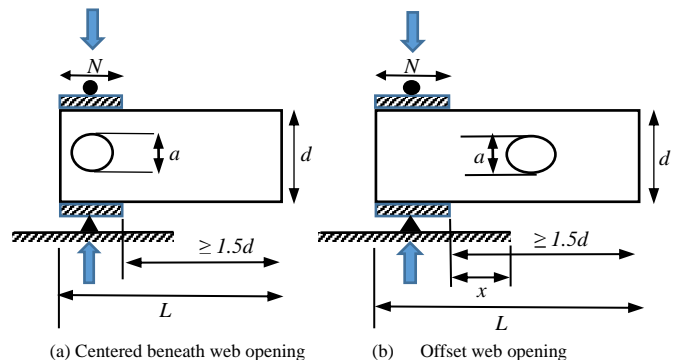 N
a
d
≥ 1.5d
L
(a) Centered beneath web opening
N
a
d
≥ 1.5d
x
L
(b) Offset web opening